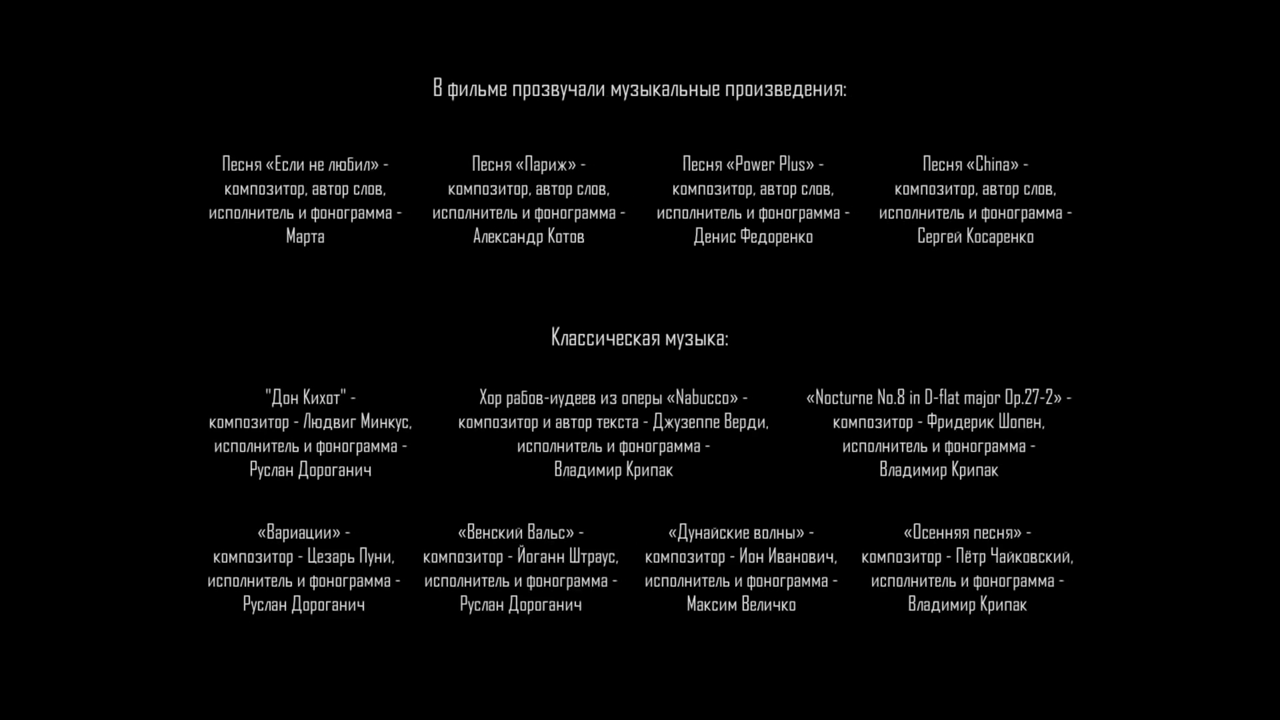 В фильме прозвучали музыкальные произведения:
Песня «Если не любил» -
композитор, автор слов,
исполнитель и фонограмма -
Марта
Песня «Париж» -
композитор, автор слов,
исполнитель и фонограмма -
Александр Котов
Песня «Power Plus» -
композитор, автор слов,
исполнитель и фонограмма -
Денис Федоренко
Песня «China» -
композитор, автор слов,
исполнитель и фонограмма -
Сергей Косаренко
Классическая музыка:
"Дон Кихот" -
композитор - Людвиг Минкус,
исполнитель и фонограмма -
Руслан Дороганич
Хор рабов-иудеев из оперы «Nabucco» -
композитор и автор текста - Джузеппе Верди,
исполнитель и фонограмма -
Владимир Крипак
«Nocturne No.8 in D-flat major Op.27-2» -
композитор - Фридерик Шопен,
исполнитель и фонограмма -
Владимир Крипак
«Вариации» -
композитор - Цезарь Пуни,
исполнитель и фонограмма -
Руслан Дороганич
«Венский Вальс» -
композитор - Йоганн Штраус,
исполнитель и фонограмма -
Руслан Дороганич
«Дунайские волны» -
композитор - Ион Иванович,
исполнитель и фонограмма -
Максим Величко
«Осенняя песня» -
композитор - Пётр Чайковский,
исполнитель и фонограмма -
Владимир Крипак